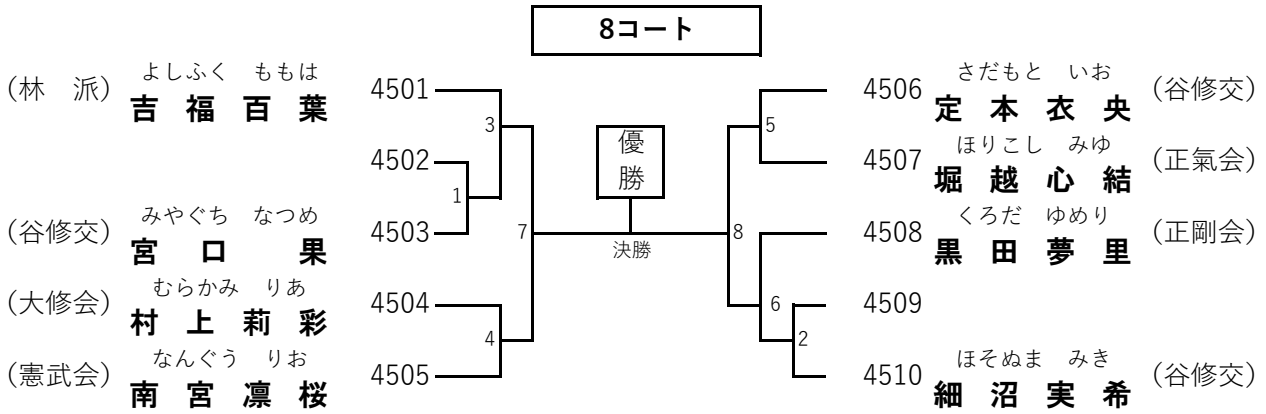 8コート
よしふく ももは
(林 派) 吉福百葉 4501
4502
みやぐち なつめ
(谷修交) 宮口 果 4503
むらかみ りあ
(大修会) 村上莉彩 4504
なんぐう りお
(憲武会) 南宮凛桜 4505
3
1
7
4
優勝
決勝
5
8
6
2
さだもと いお
4506 定本衣央 (谷修交)
ほりこし みゆ
4507 堀越心結 (正氣会)
くろだ ゆめり
4508 黒田夢里 (正剛会)
4509
ほそぬま みき
4510 細沼実希 (谷修交)